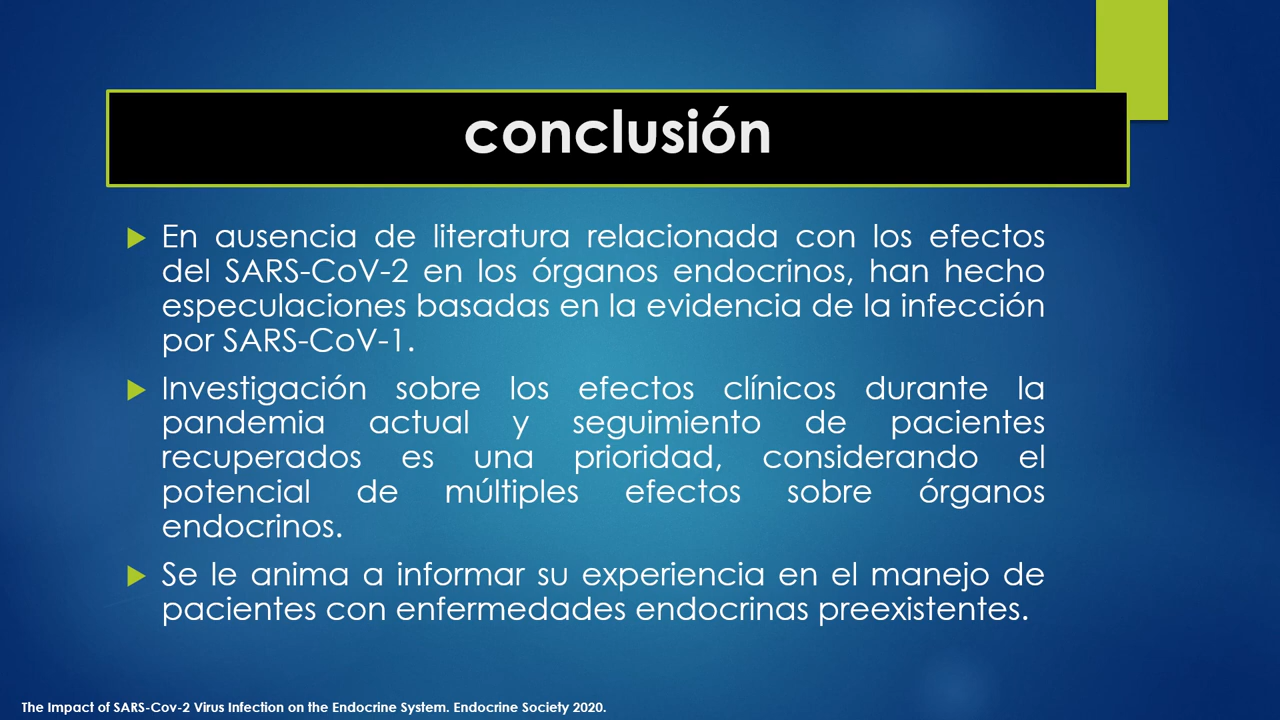 conclusión
En ausencia de literatura relacionada con los efectos
del SARS-CoV-2 en los órganos endocrinos, han hecho
especulaciones basadas en la evidencia de la infección
por SARS-CoV-1.
Investigación sobre los efectos clínicos durante la
pandemia actual y seguimiento de pacientes
recuperados es una prioridad, considerando el
potencial de múltiples efectos sobre órganos
endocrinos.
Se le anima a informar su experiencia en el manejo de
pacientes con enfermedades endocrinas preexistentes.
The Impact of SARS-Cov-2 Virus Infection on the Endocrine System. Endocrine Society 2020.